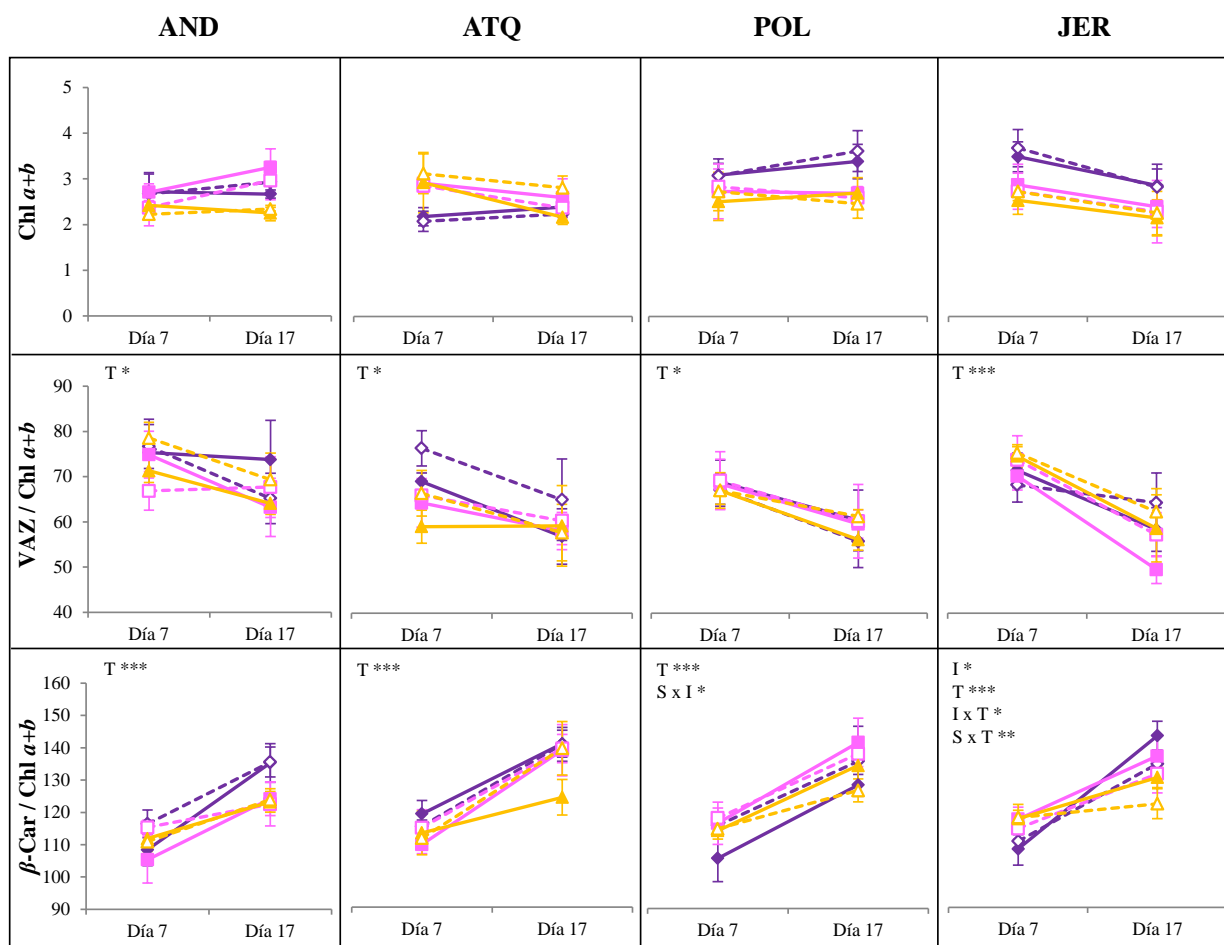 AND ATQ POL JER
Chl a+b
5
4
3
2
1
0
Día 7 Día 17 Día 7 Día 17 Día 7 Día 17 Día 7 Día 17
VAZ / Chl a+b
T * T * T * T ***
90
80
70
60
50
40
Día 7 Día 17 Día 7 Día 17 Día 7 Día 17 Día 7 Día 17
β-Car / Chl a+b
T *** T *** T *** I *
S x I * T ***
I x T *
S x T **
160
150
140
130
120
110
100
90
Día 7 Día 17 Día 7 Día 17 Día 7 Día 17 Día 7 Día 17